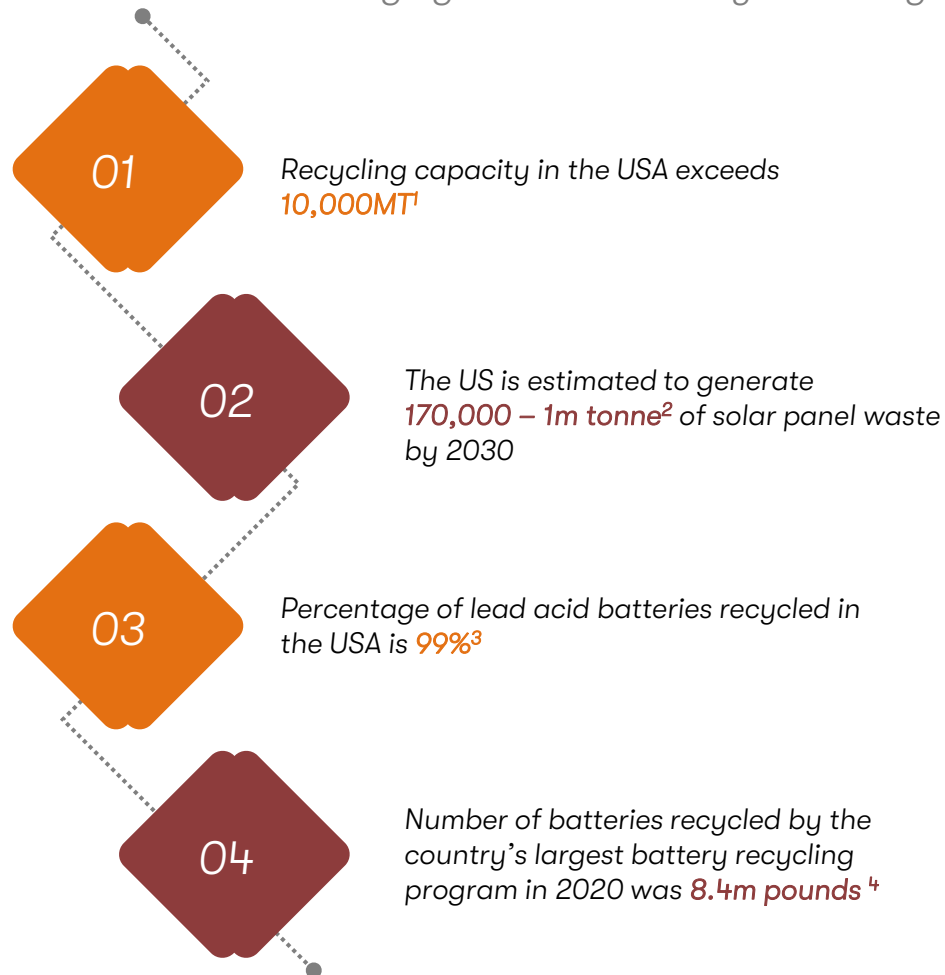 01
Recycling capacity in the USA exceeds
10,000MT¹
02
The US is estimated to generate
170,000 – 1m tonne² of solar panel waste
by 2030
03
Percentage of lead acid batteries recycled in
the USA is 99%³
04
Number of batteries recycled by the
country's largest battery recycling
program in 2020 was 8.4m pounds ⁴